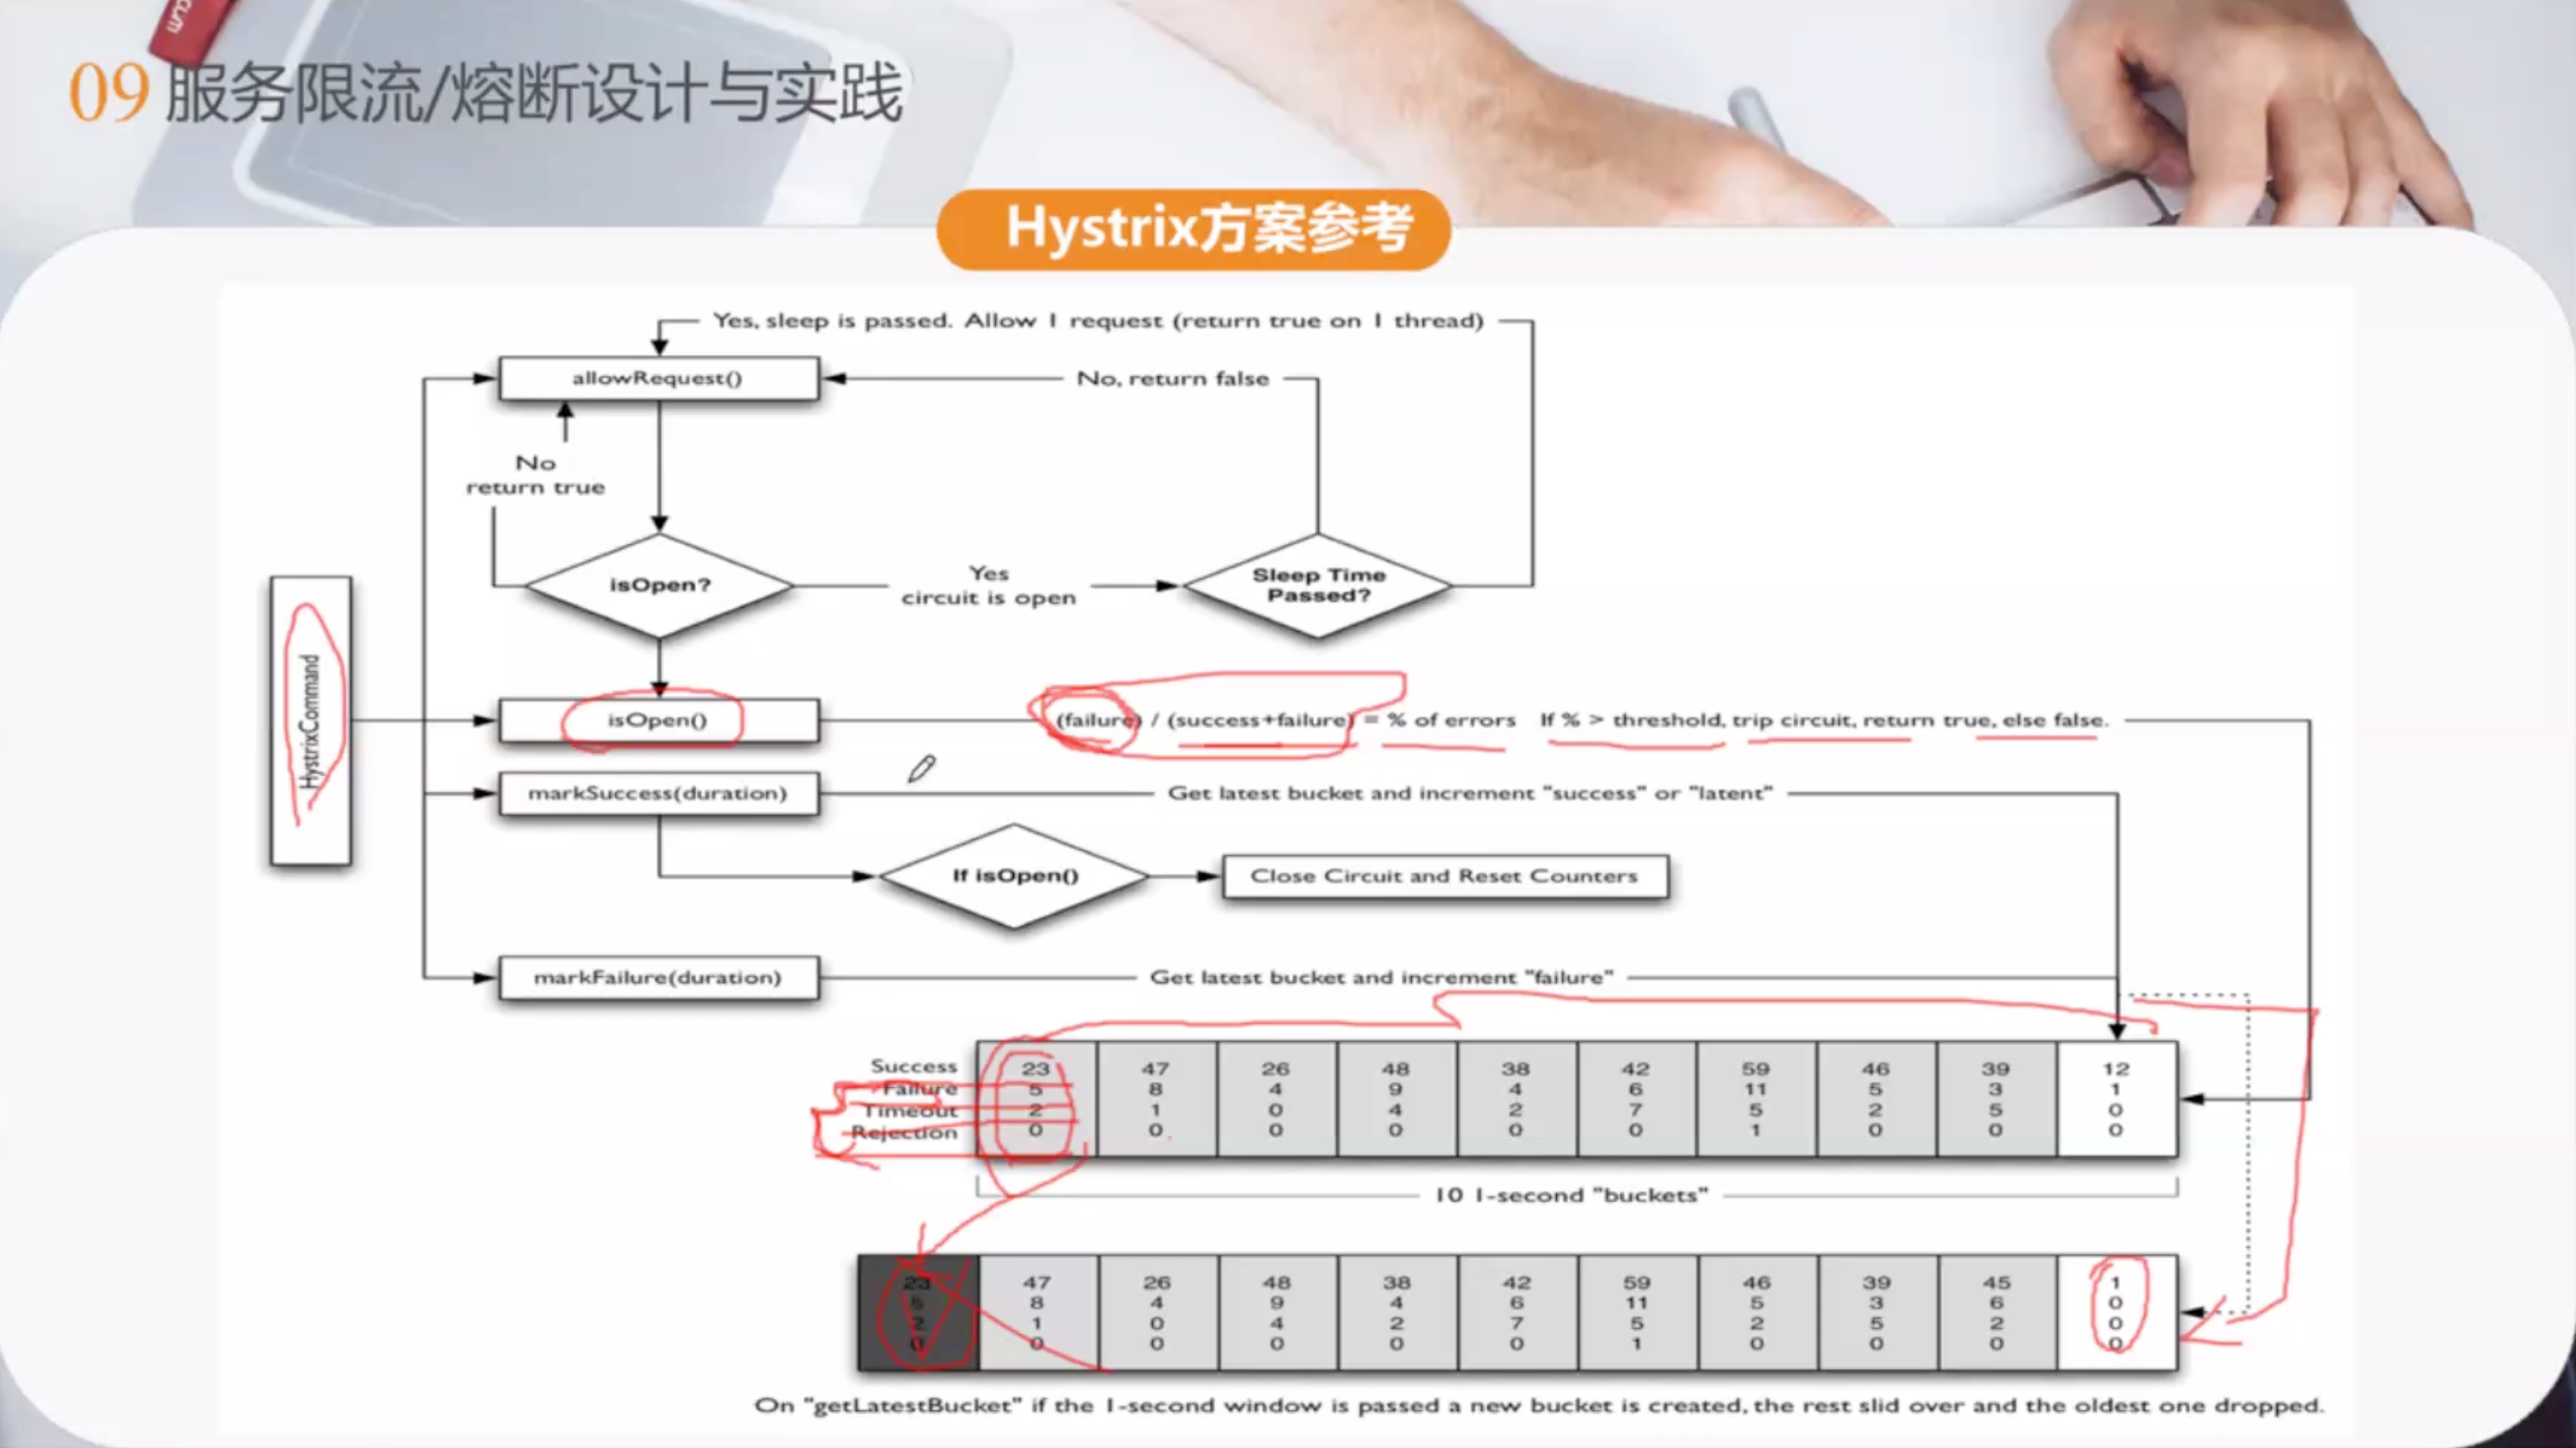 09 服务限流/熔断设计与实践
Hystrix方案参考
Yes, sleep is passed. Allow 1 request (return true on 1 thread)
allowRequest()
No, return false
No
return true
isOpen?
Yes
circuit is open
Sleep Time
Passed?
HystrixCommand
isOpen()
(failure) / (success+failure) = % of errors If % > threshold, trip circuit, return true, else false.
markSuccess(duration)
Get latest bucket and increment "success" or "latent"
If isOpen()
Close Circuit and Reset Counters
markFailure(duration)
Get latest bucket and increment "failure"
Success 23 47 26 48 38 42 59 46 39 12
Failure 5 8 4 9 4 6 11 5 3 1
Timeout 2 1 0 4 2 7 5 2 5 0
Rejection 0 0 0 0 0 0 1 0 0 0
10 1-second "buckets"
23 47 26 48 38 42 59 46 39 45 1
5 8 4 9 4 6 11 5 3 6 0
2 1 0 4 2 7 5 2 5 2 0
0 0 0 0 0 0 1 0 0 0 0
On "getLatestBucket" if the 1-second window is passed a new bucket is created, the rest slid over and the oldest one dropped.